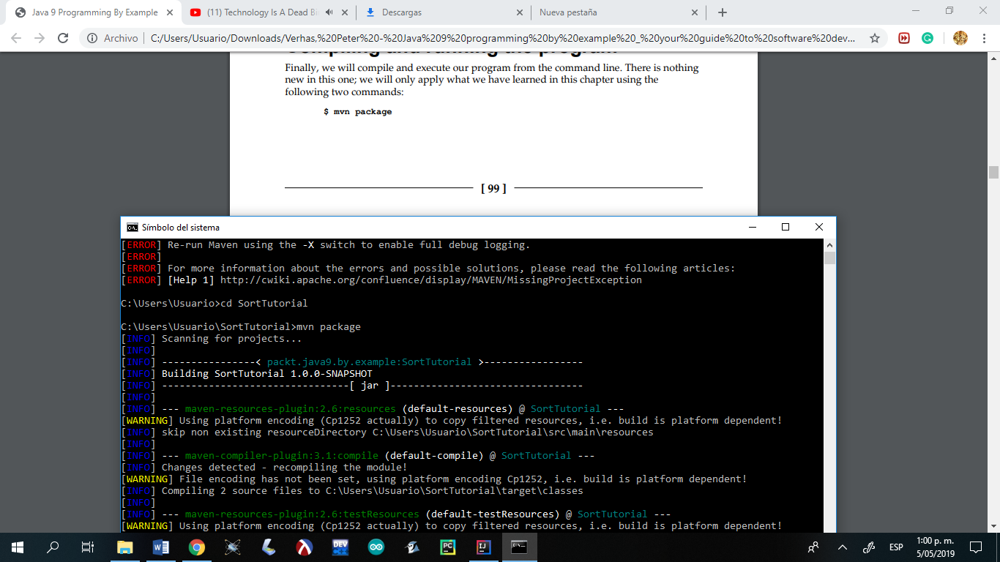 Java 9 Programming By Example
(11) Technology Is A Dead Bi
Descargas
Nueva pestaña
Archivo
C:/Users/Usuario/Downloads/Verhas,%20Peter%20-%20Java%209%20programming%20by%20example%20_%20your%20guide%20to%20software%20dev...
Compiling and running the program
Finally, we will compile and execute our program from the command line. There is nothing
new in this one; we will only apply what we have learned in this chapter using the
following two commands:
$ mvn package
[ 99 ]
Símbolo del sistema
[ERROR] Re-run Maven using the -X switch to enable full debug logging.
[ERROR]
[ERROR] For more information about the errors and possible solutions, please read the following articles:
[ERROR] [Help 1] http://cwiki.apache.org/confluence/display/MAVEN/MissingProjectException
C:\Users\Usuario>cd SortTutorial
C:\Users\Usuario\SortTutorial>mvn package
[INFO] Scanning for projects...
[INFO]
[INFO] ----------------< packt.java9.by.example:SortTutorial >-----------------
[INFO] Building SortTutorial 1.0.0-SNAPSHOT
[INFO] --------------------------------[ jar ]---------------------------------
[INFO]
[INFO] --- maven-resources-plugin:2.6:resources (default-resources) @ SortTutorial ---
[WARNING] Using platform encoding (Cp1252 actually) to copy filtered resources, i.e. build is platform dependent!
[INFO] skip non existing resourceDirectory C:\Users\Usuario\SortTutorial\src\main\resources
[INFO]
[INFO] --- maven-compiler-plugin:3.1:compile (default-compile) @ SortTutorial ---
[INFO] Changes detected - recompiling the module!
[WARNING] File encoding has not been set, using platform encoding Cp1252, i.e. build is platform dependent!
[INFO] Compiling 2 source files to C:\Users\Usuario\SortTutorial\target\classes
[INFO]
[INFO] --- maven-resources-plugin:2.6:testResources (default-testResources) @ SortTutorial ---
[WARNING] Using platform encoding (Cp1252 actually) to copy filtered resources, i.e. build is platform dependent!
DEV
PC
IJ
ESP
1:00 p. m.
5/05/2019